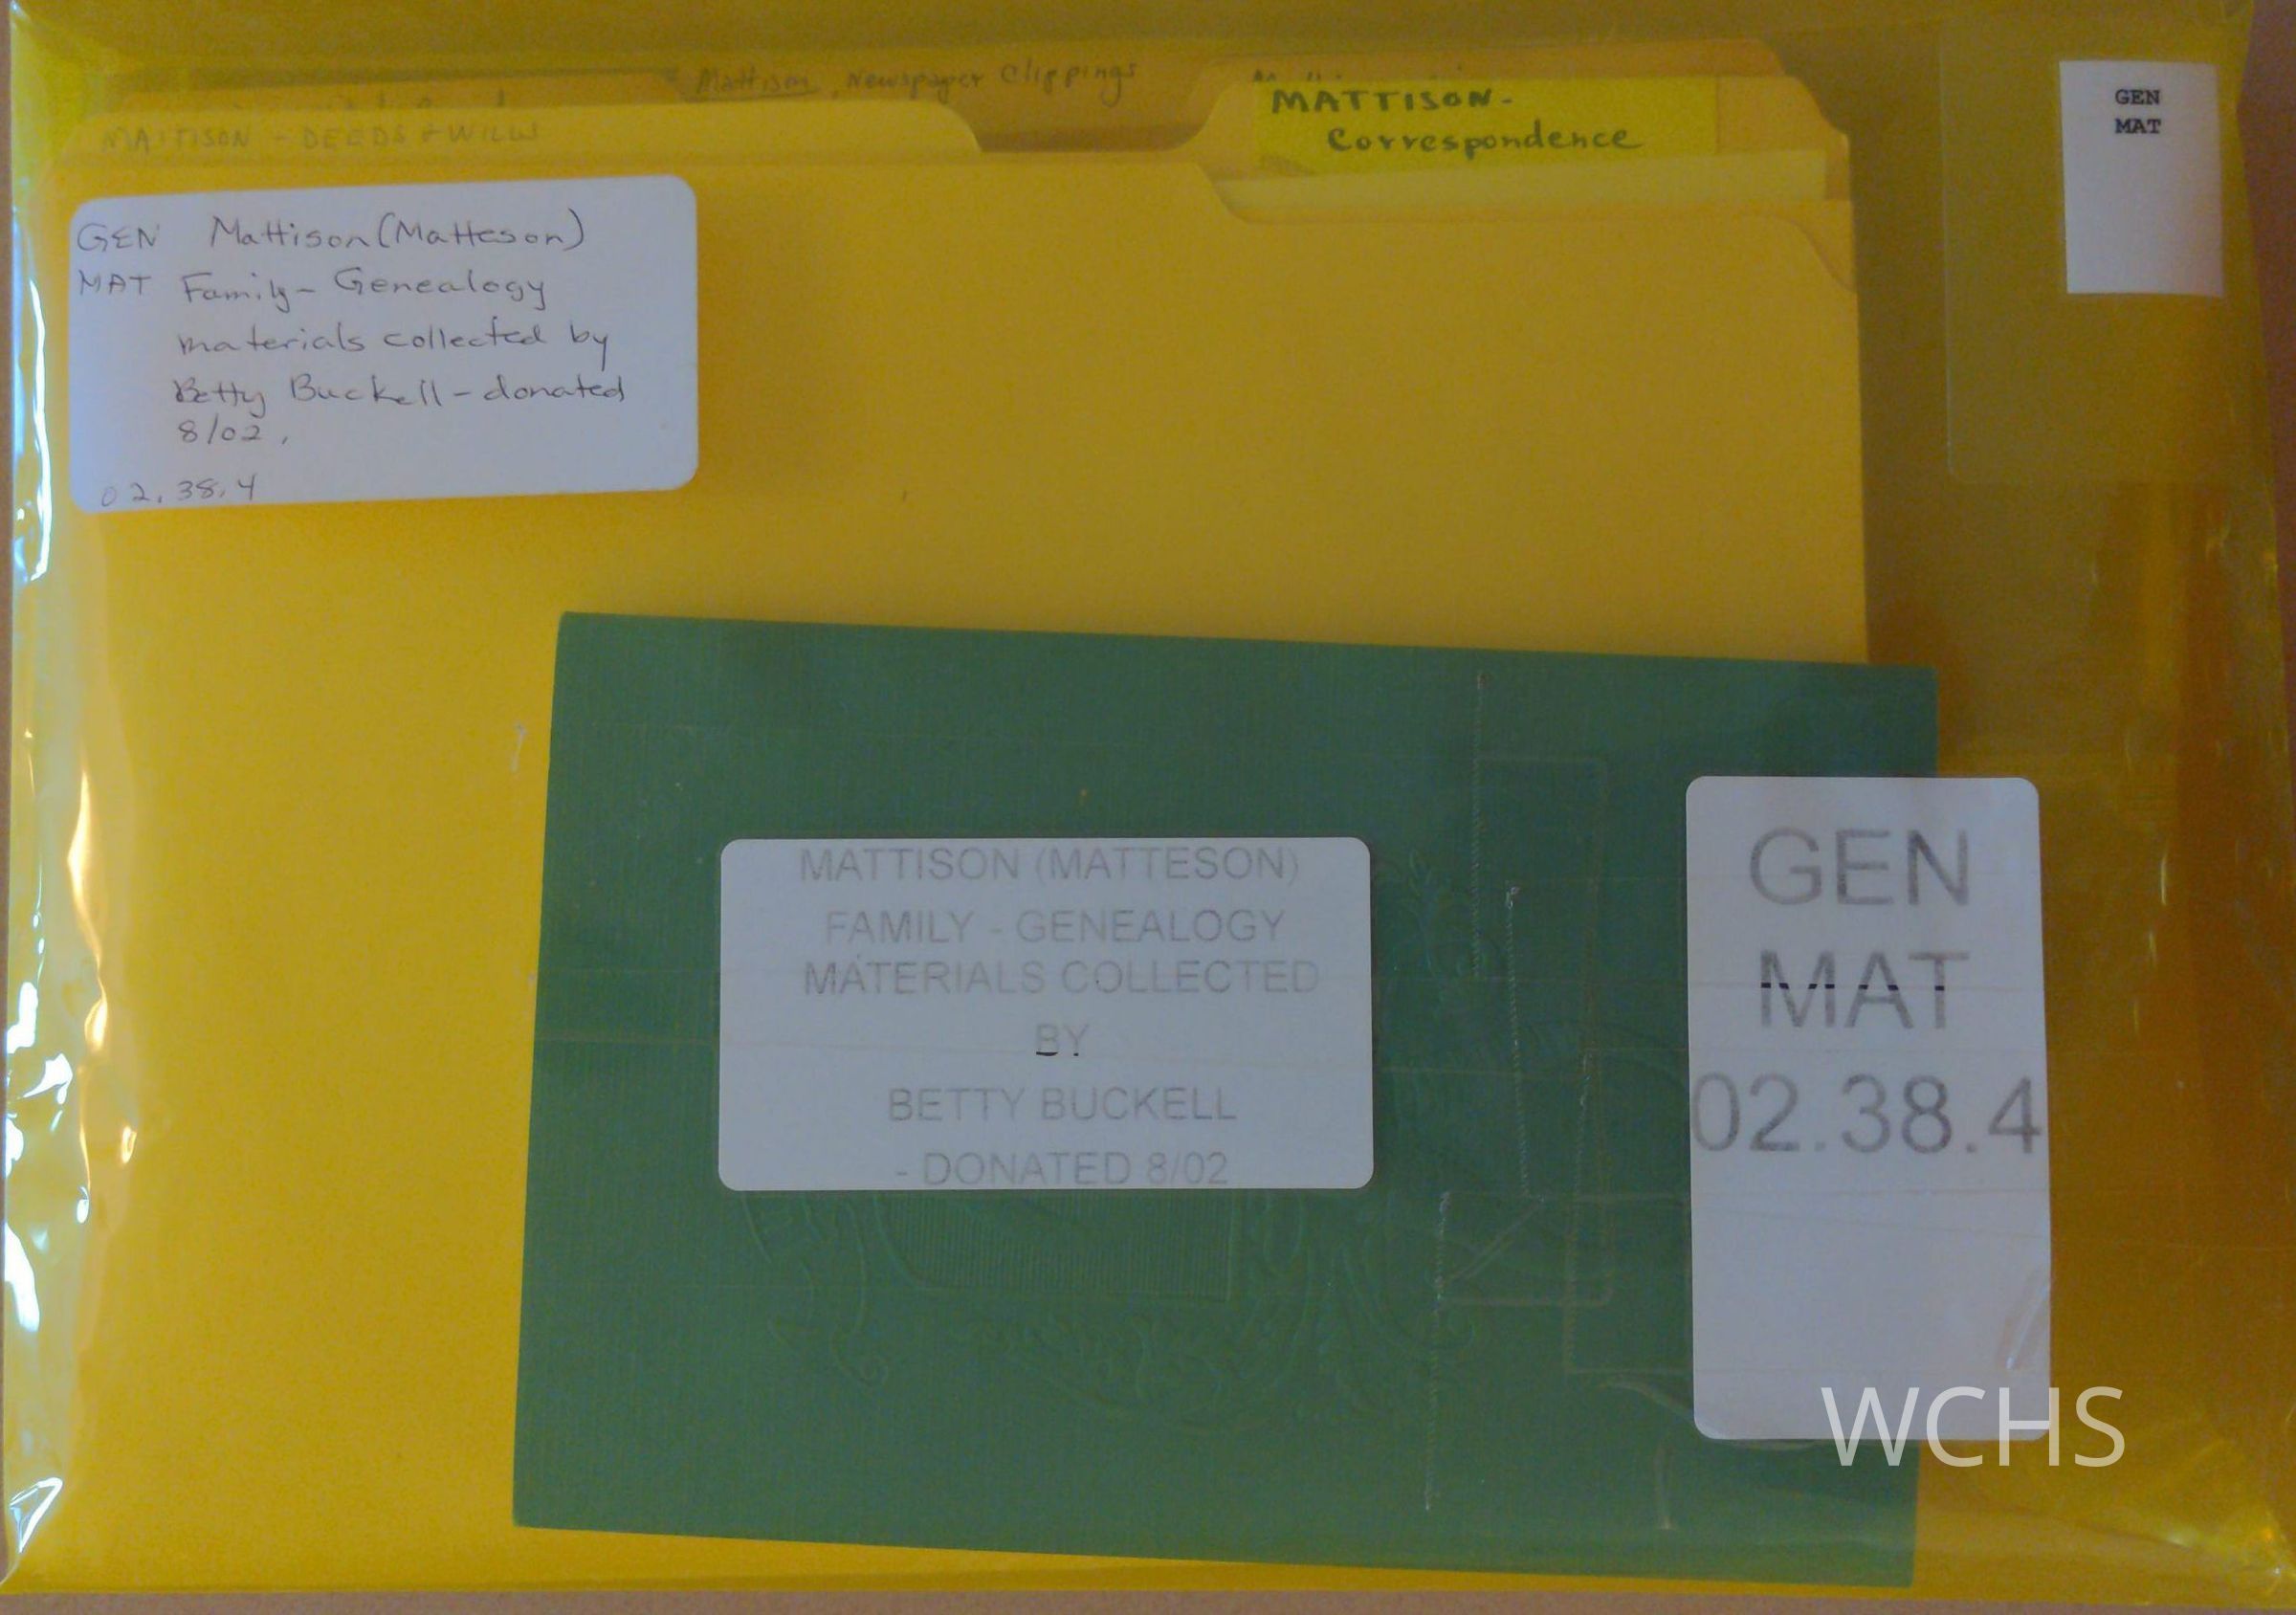 Mattison, Newspaper Clippings
MATTISON - DEEDS & WILLS
MATTISON-
Correspondence
GEN
MAT
GEN Mattison (Matteson)
MAT Family - Genealogy
materials collected by
Betty Buckell - donated
8/02,
02.38.4
MATTISON (MATTESON)
FAMILY - GENEALOGY
MATERIALS COLLECTED
BY
BETTY BUCKELL
- DONATED 8/02
GEN
MAT
02.38.4
WCHS